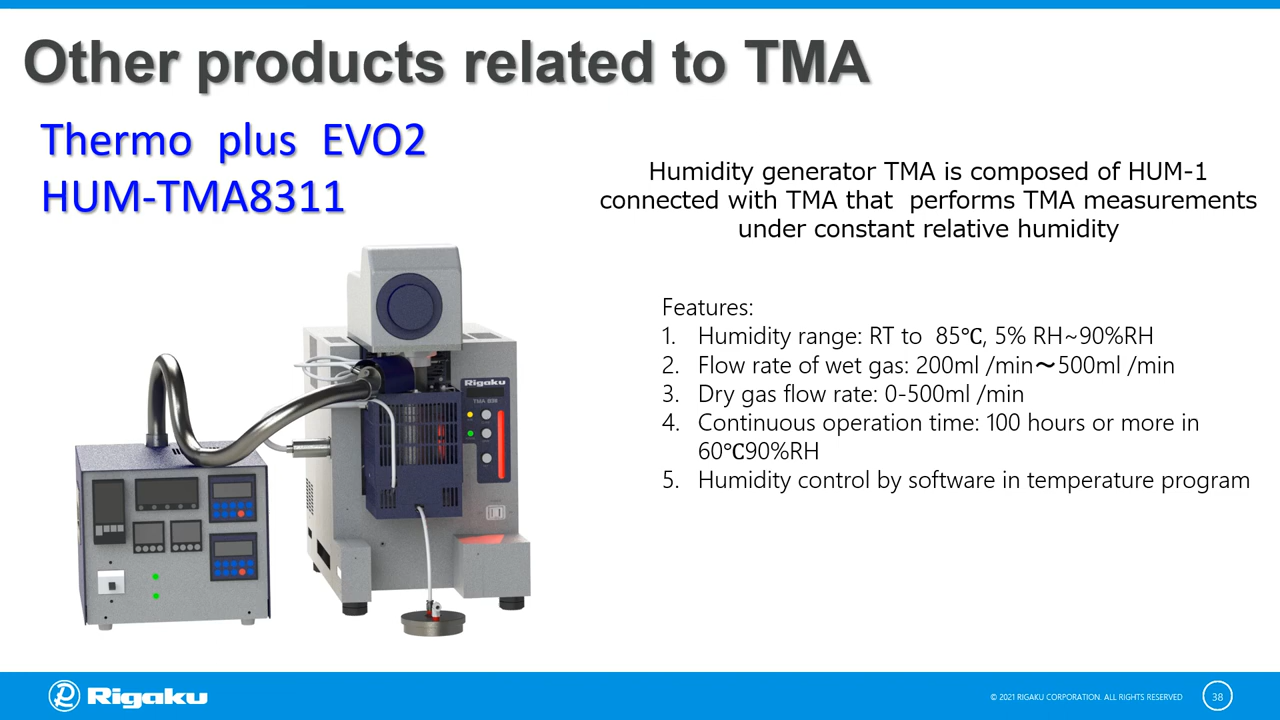 Other products related to TMA
Thermo plus EVO2
HUM-TMA8311
Humidity generator TMA is composed of HUM-1
connected with TMA that performs TMA measurements
under constant relative humidity
Features:
1. Humidity range: RT to 85℃, 5% RH~90%RH
2. Flow rate of wet gas: 200ml /min～500ml /min
3. Dry gas flow rate: 0-500ml /min
4. Continuous operation time: 100 hours or more in
60℃90%RH
5. Humidity control by software in temperature program
Rigaku
Rigaku
© 2021 RIGAKU CORPORATION. ALL RIGHTS RESERVED
38